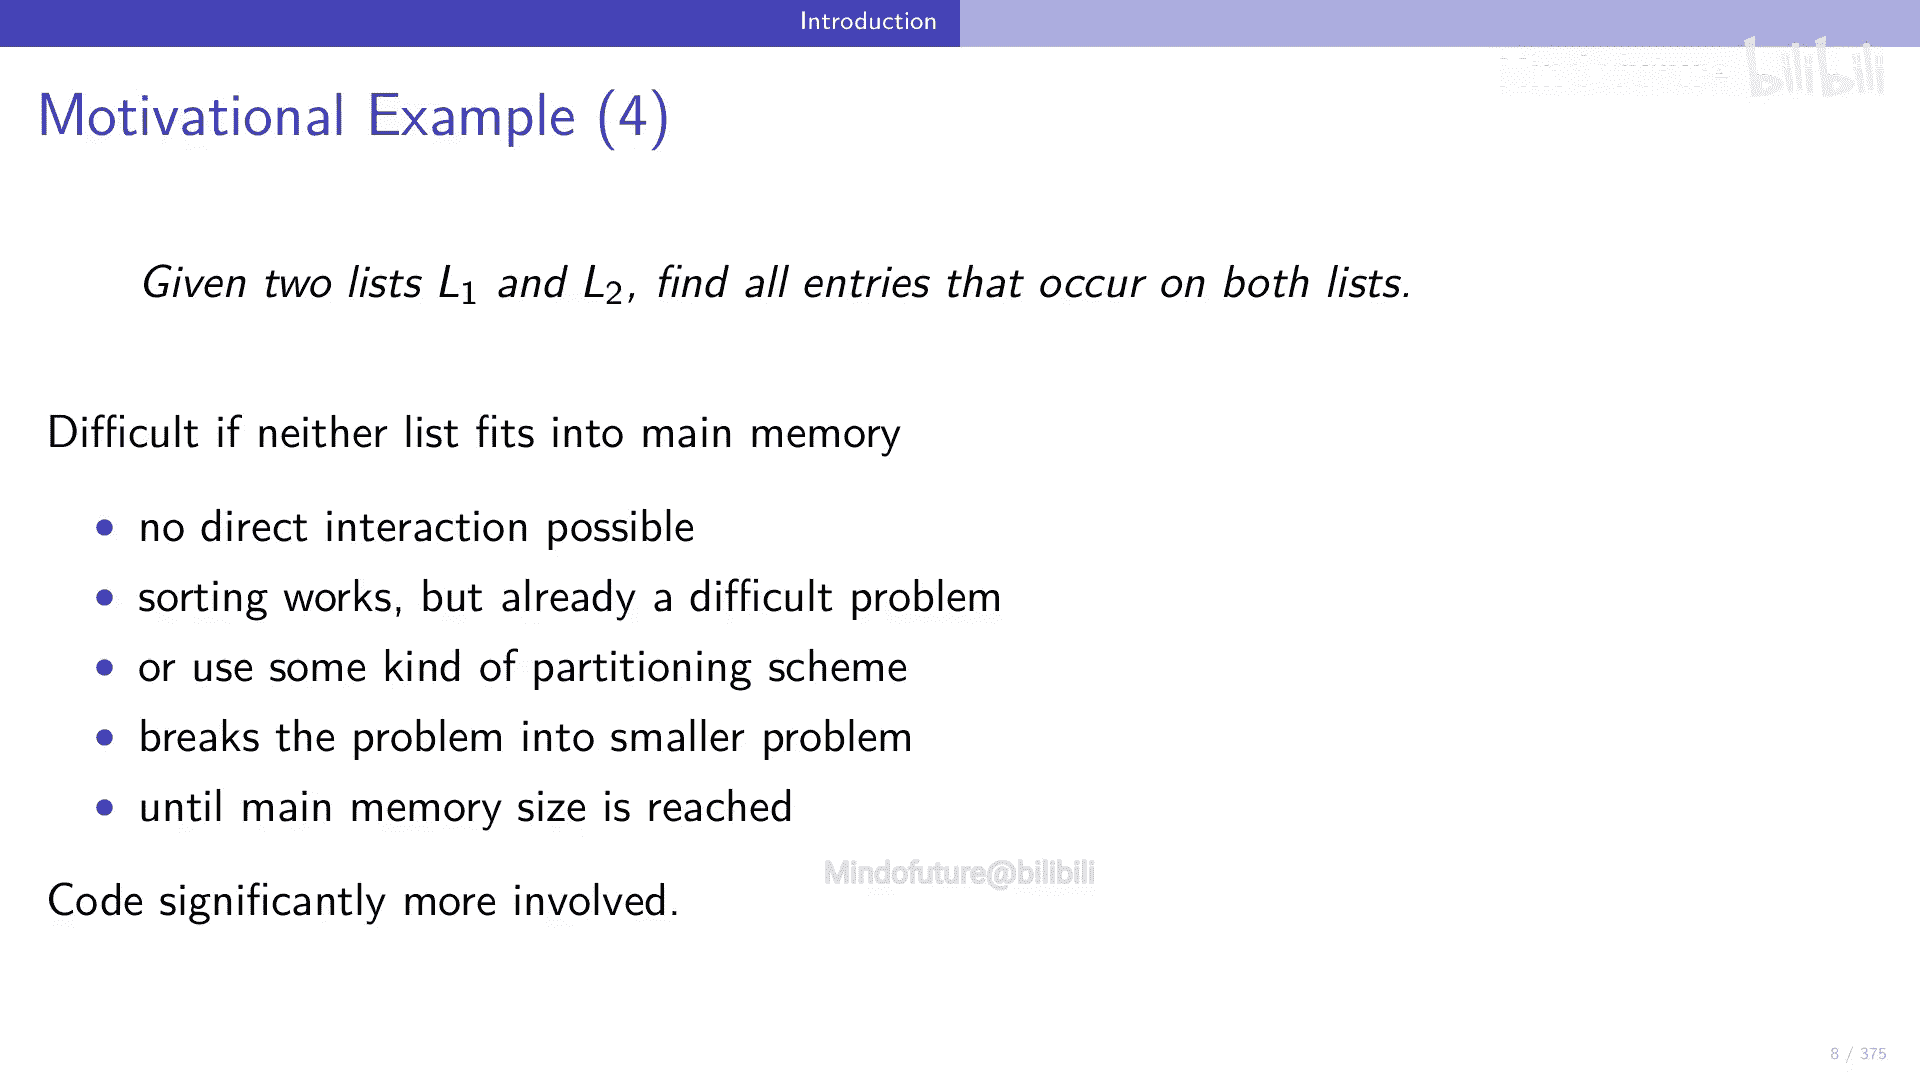 Introduction
bilibili
Motivational Example (4)
Given two lists L₁ and L₂, find all entries that occur on both lists.
Difficult if neither list fits into main memory
• no direct interaction possible
• sorting works, but already a difficult problem
• or use some kind of partitioning scheme
• breaks the problem into smaller problem
• until main memory size is reached
Mindofuture@bilibili
Code significantly more involved.
8 / 375